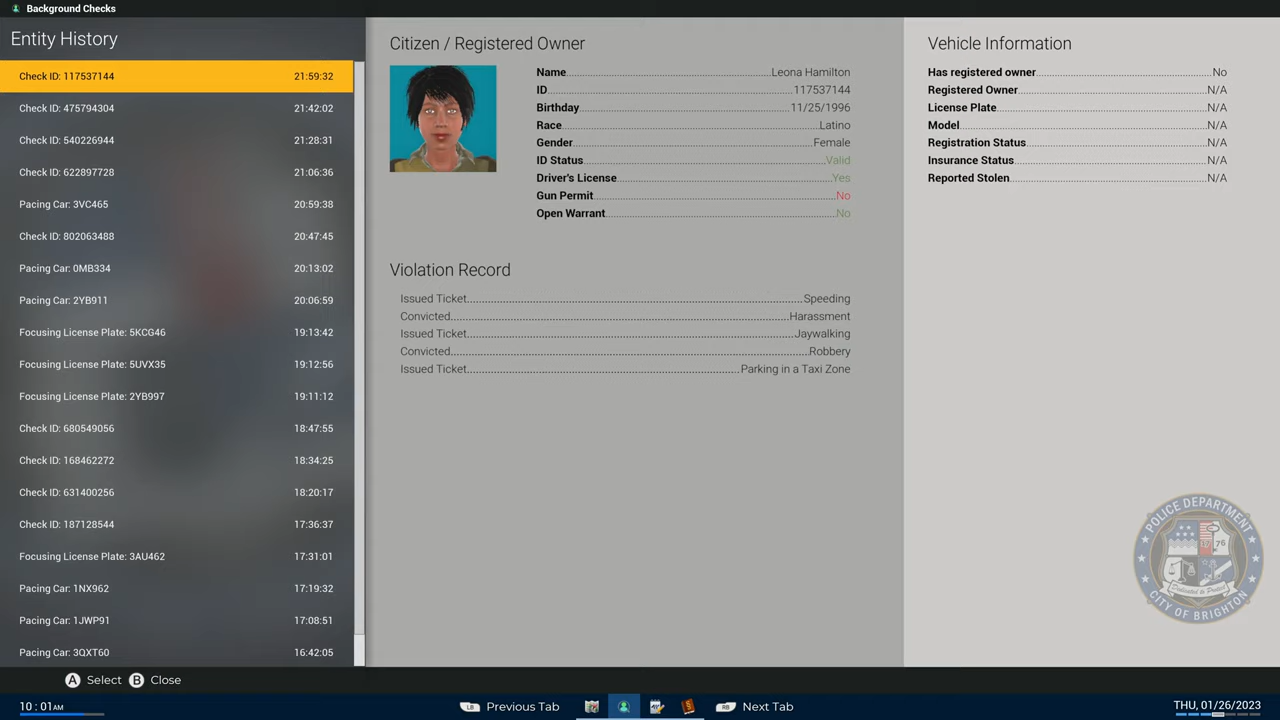 Background Checks
Entity History
Check ID: 117537144 21:59:32
Check ID: 475794304 21:42:02
Check ID: 540226944 21:28:31
Check ID: 622897728 21:06:36
Pacing Car: 3VC465 20:59:38
Check ID: 802063488 20:47:45
Pacing Car: 0MB334 20:13:02
Pacing Car: 2YB911 20:06:59
Focusing License Plate: 5KCG46 19:13:42
Focusing License Plate: 5UVX35 19:12:56
Focusing License Plate: 2YB997 19:11:12
Check ID: 680549056 18:47:55
Check ID: 168462272 18:34:25
Check ID: 631400256 18:20:17
Check ID: 187128544 17:36:37
Focusing License Plate: 3AU462 17:31:01
Pacing Car: 1NX962 17:19:32
Pacing Car: 1JWP91 17:08:51
Pacing Car: 3QXT60 16:42:05
Citizen / Registered Owner
Name Leona Hamilton
ID 117537144
Birthday 11/25/1996
Race Latino
Gender Female
ID Status Valid
Driver's License Yes
Gun Permit No
Open Warrant No
Violation Record
Issued Ticket Speeding
Convicted Harassment
Issued Ticket Jaywalking
Convicted Robbery
Issued Ticket Parking in a Taxi Zone
Vehicle Information
Has registered owner No
Registered Owner N/A
License Plate N/A
Model N/A
Registration Status N/A
Insurance Status N/A
Reported Stolen N/A
POLICE DEPARTMENT
17 76
CITY OF BRIGHTON
A Select B Close
10 : 01 AM
LB Previous Tab
RB Next Tab
THU, 01/26/2023